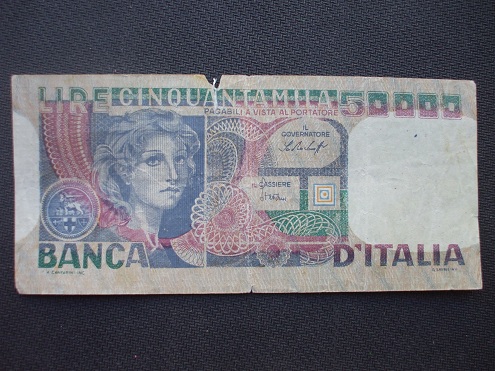 LIRE CINQUANTAMILA 50000
PAGABILI A VISTA AL PORTATORE
IL
GOVERNATORE
IL CASSIERE
BANCA D'ITALIA